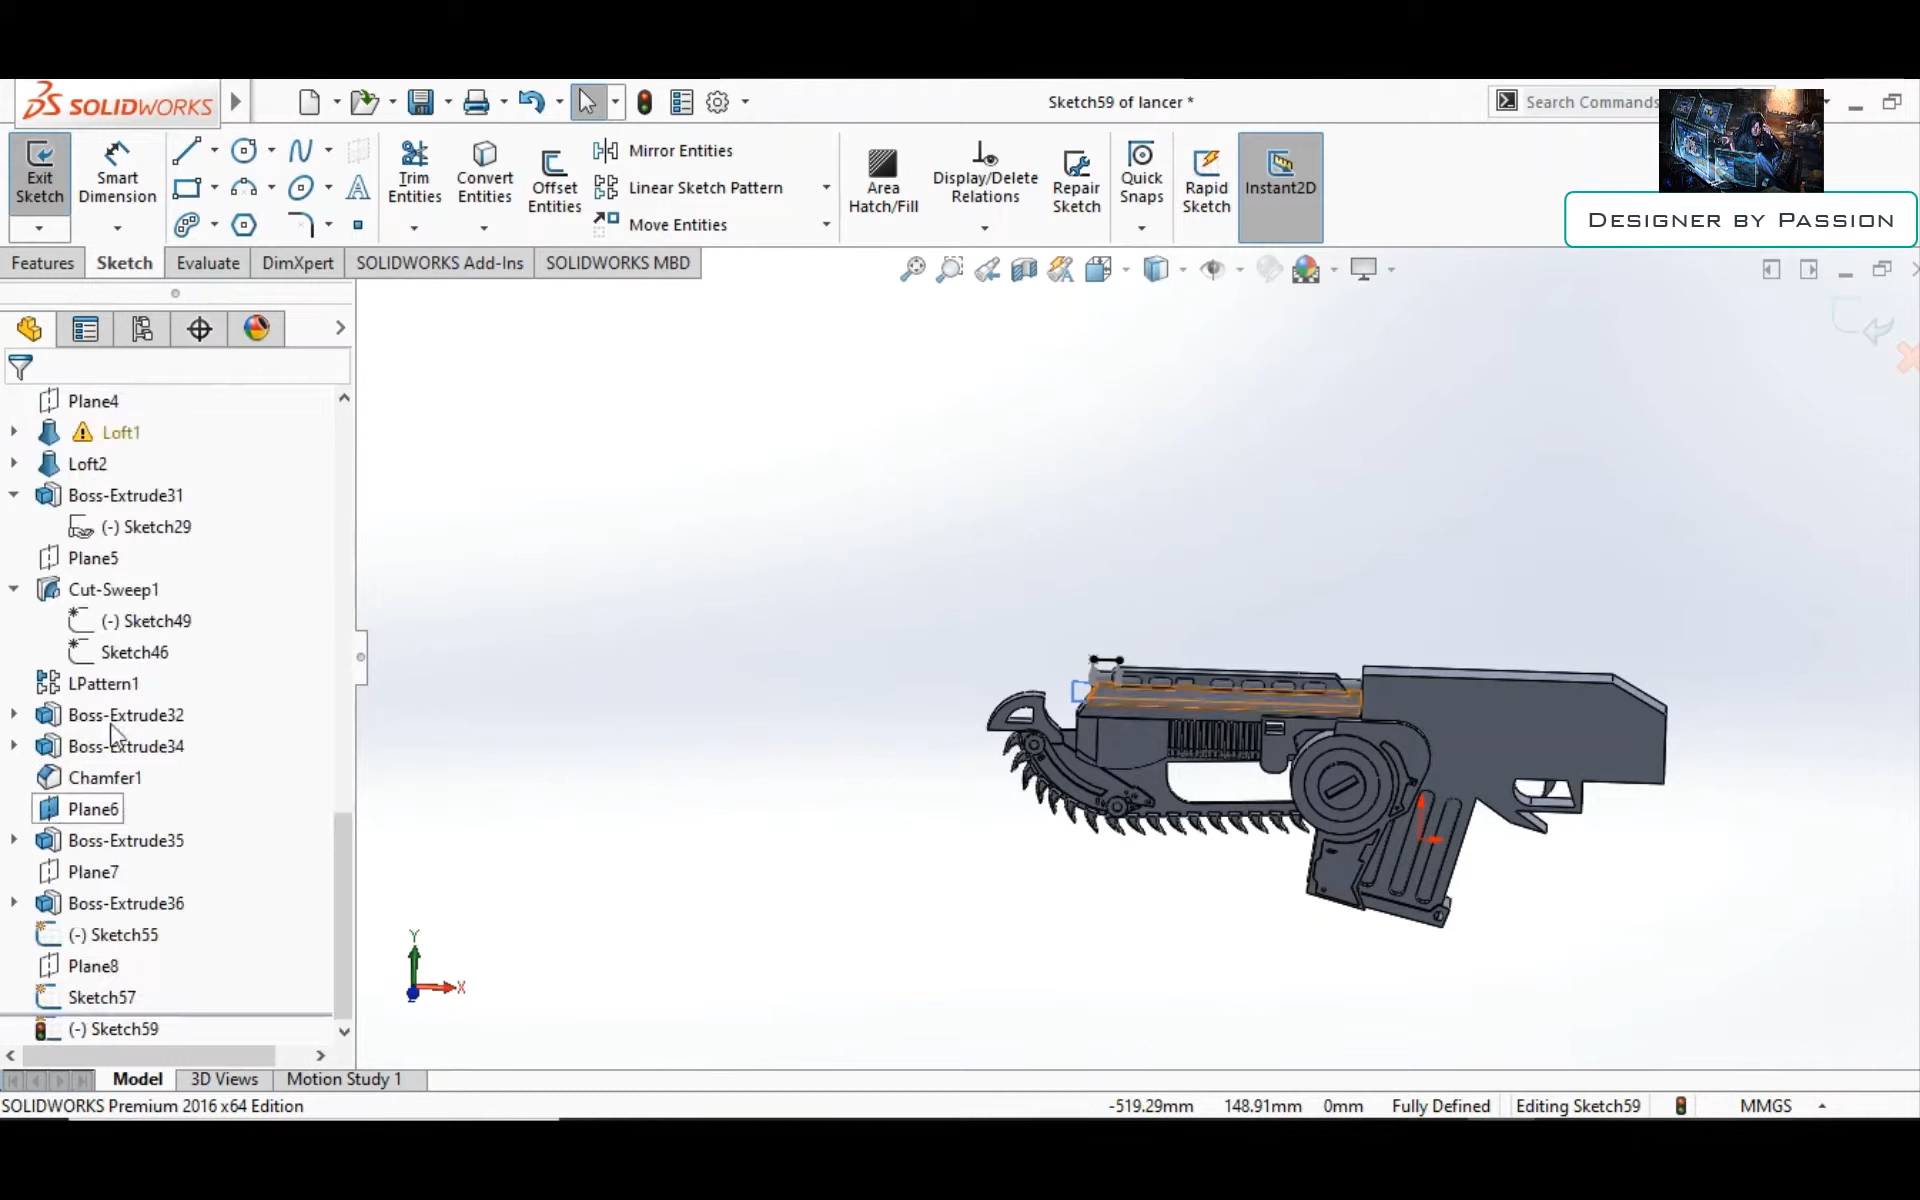 SOLIDWORKS
Sketch59 of lancer *
Search Commands
Exit Sketch
Smart Dimension
Trim Entities
Convert Entities
Offset Entities
Mirror Entities
Linear Sketch Pattern
Move Entities
Area Hatch/Fill
Display/Delete Relations
Repair Sketch
Quick Snaps
Rapid Sketch
Instant2D
Designer by Passion
Features
Sketch
Evaluate
DimXpert
SOLIDWORKS Add-Ins
SOLIDWORKS MBD
Plane4
Loft1
Loft2
Boss-Extrude31
(-) Sketch29
Plane5
Cut-Sweep1
(-) Sketch49
Sketch46
LPattern1
Boss-Extrude32
Boss-Extrude34
Chamfer1
Plane6
Boss-Extrude35
Plane7
Boss-Extrude36
(-) Sketch55
Plane8
Sketch57
(-) Sketch59
Y
X
Z
Model
3D Views
Motion Study 1
SOLIDWORKS Premium 2016 x64 Edition
-519.29mm
148.91mm
0mm
Fully Defined
Editing Sketch59
MMGS